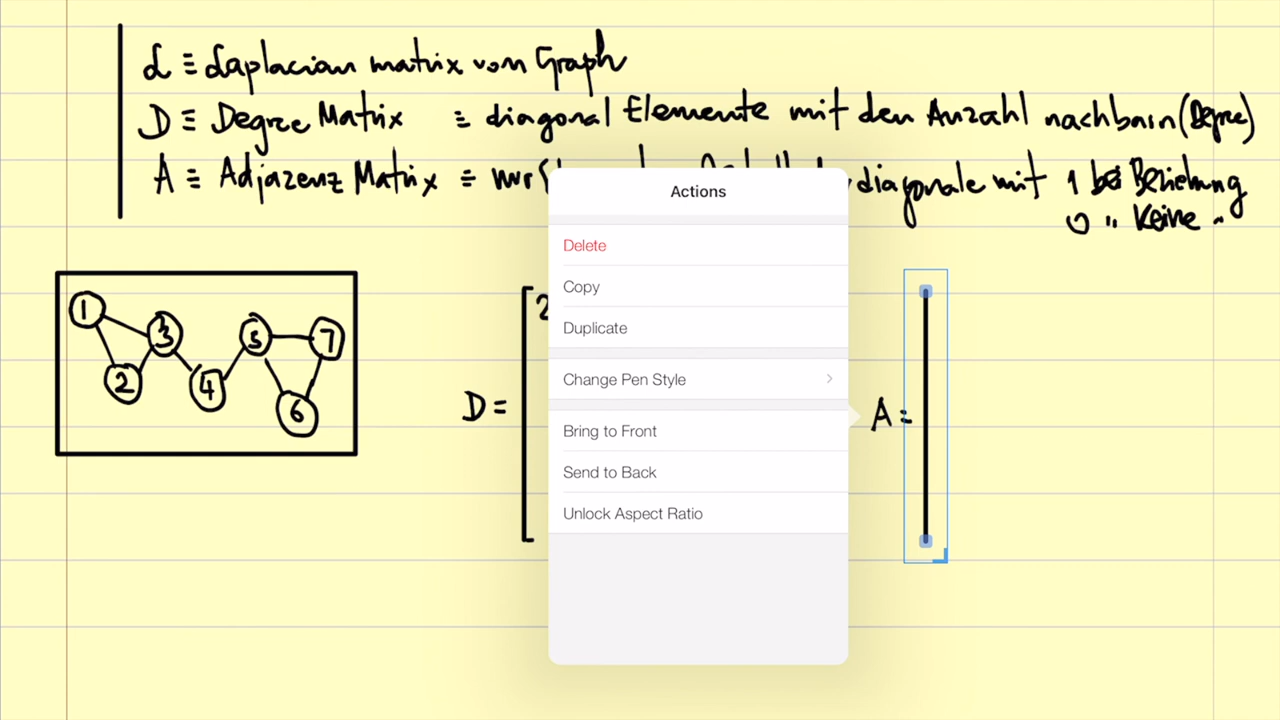 L ≡ Laplacian matrix von Graph
D ≡ Degree Matrix ≡ diagonal Elemente mit den Anzahl nachbarn (Degree)
A ≡ Adjazenz Matrix ≡ diagonale mit 1 bei Beziehung
0 " Keine "
Actions
Delete
Copy
Duplicate
Change Pen Style
Bring to Front
Send to Back
Unlock Aspect Ratio
1 3 5 7
2 4 6
D = [ 2
A =